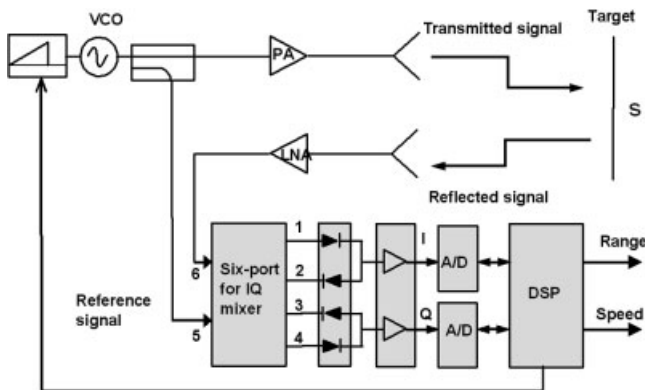 VCO
Target
PA
Transmitted signal
S
LNA
Reflected signal
1
I
Range
6
Six-port
for IQ
mixer
2
A/D
DSP
Reference
signal
5
3
Q
Speed
4
A/D